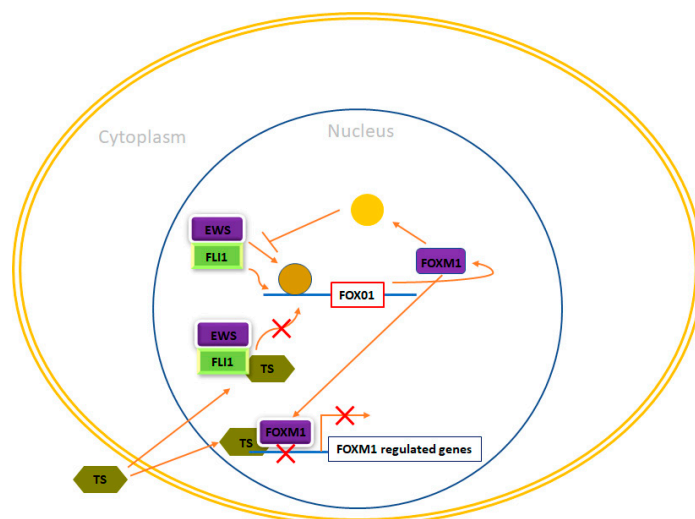 Nucleus
Cytoplasm
EWS
FLI1
FOXM1
FOX01
EWS
FLI1
TS
FOXM1
TS
FOXM1 regulated genes
TS